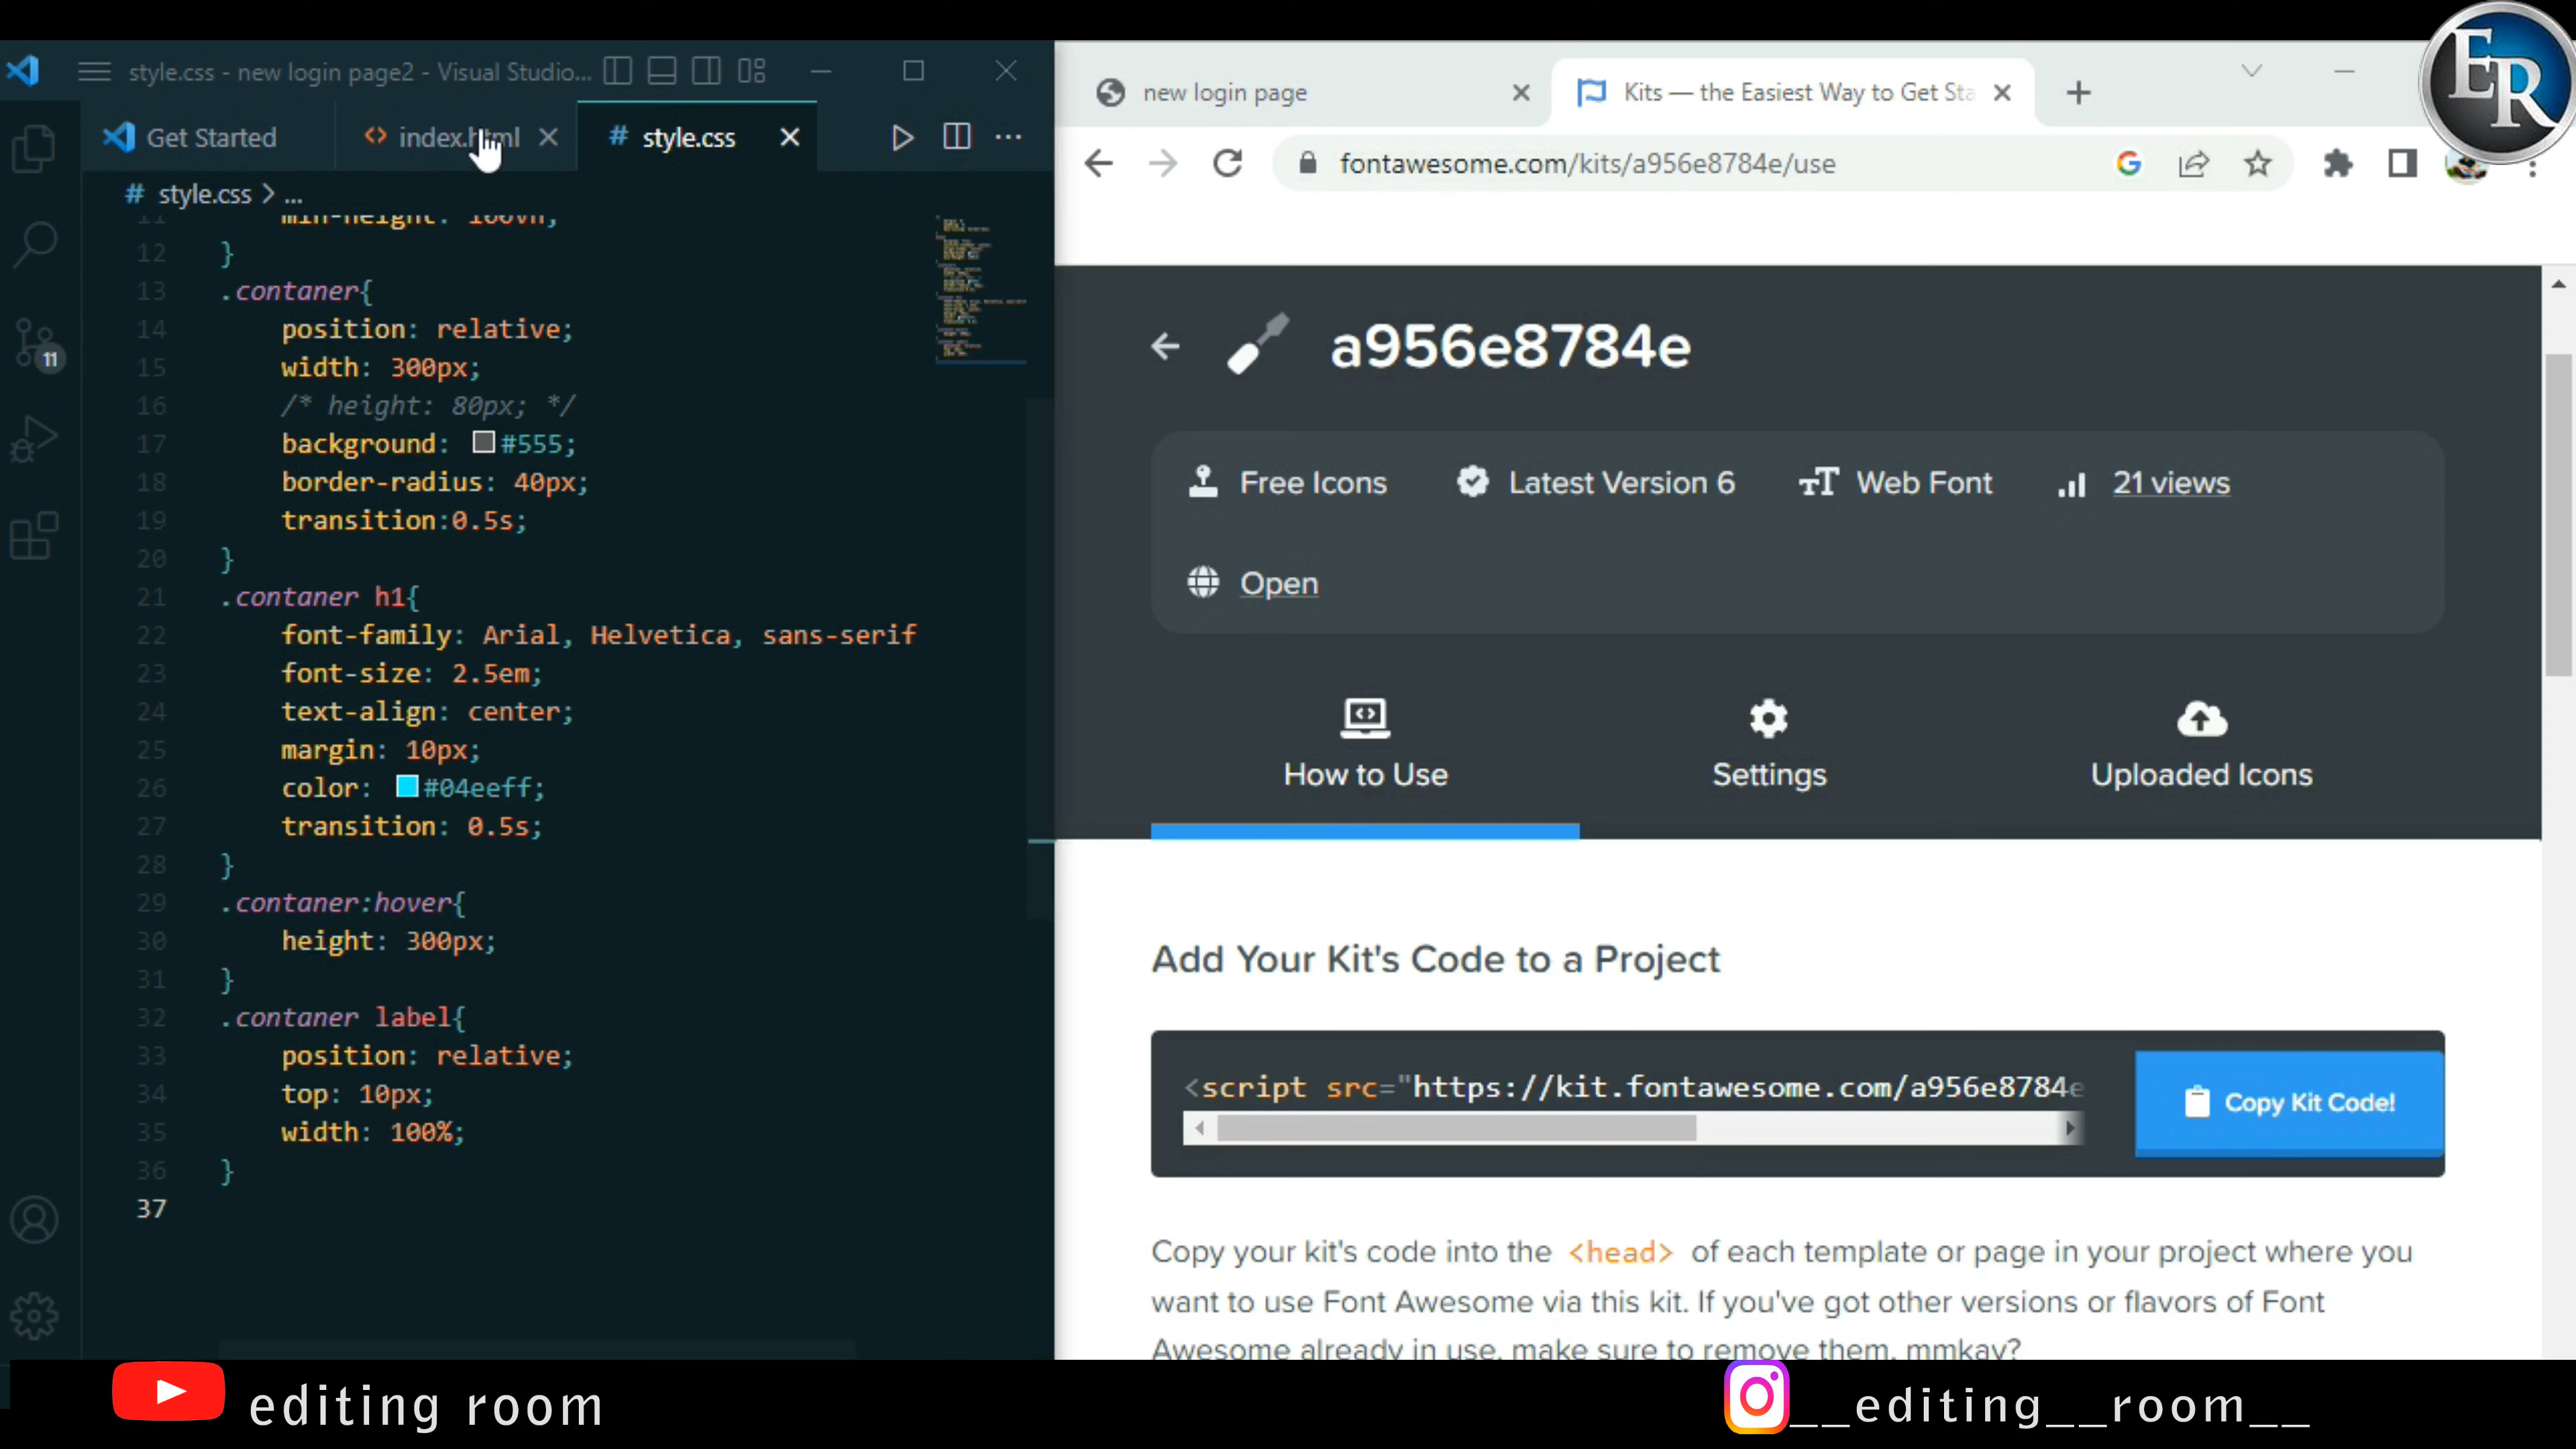 style.css - new login page2 - Visual Studio...
Get Started
index.html
style.css
# style.css > ...
11 min-height: 100vh;
12 }
13 .contaner{
14 position: relative;
15 width: 300px;
16 /* height: 80px; */
17 background: #555;
18 border-radius: 40px;
19 transition:0.5s;
20 }
21 .contaner h1{
22 font-family: Arial, Helvetica, sans-serif
23 font-size: 2.5em;
24 text-align: center;
25 margin: 10px;
26 color: #04eeff;
27 transition: 0.5s;
28 }
29 .contaner:hover{
30 height: 300px;
31 }
32 .contaner label{
33 position: relative;
34 top: 10px;
35 width: 100%;
36 }
37
11
new login page
Kits — the Easiest Way to Get Sta
fontawesome.com/kits/a956e8784e/use
ER
a956e8784e
Free Icons
Latest Version 6
Web Font
21 views
Open
How to Use
Settings
Uploaded Icons
Add Your Kit's Code to a Project
<script src="https://kit.fontawesome.com/a956e8784e
Copy Kit Code!
Copy your kit's code into the <head> of each template or page in your project where you
want to use Font Awesome via this kit. If you've got other versions or flavors of Font
Awesome already in use, make sure to remove them, mmkay?
editing room
__editing__room__